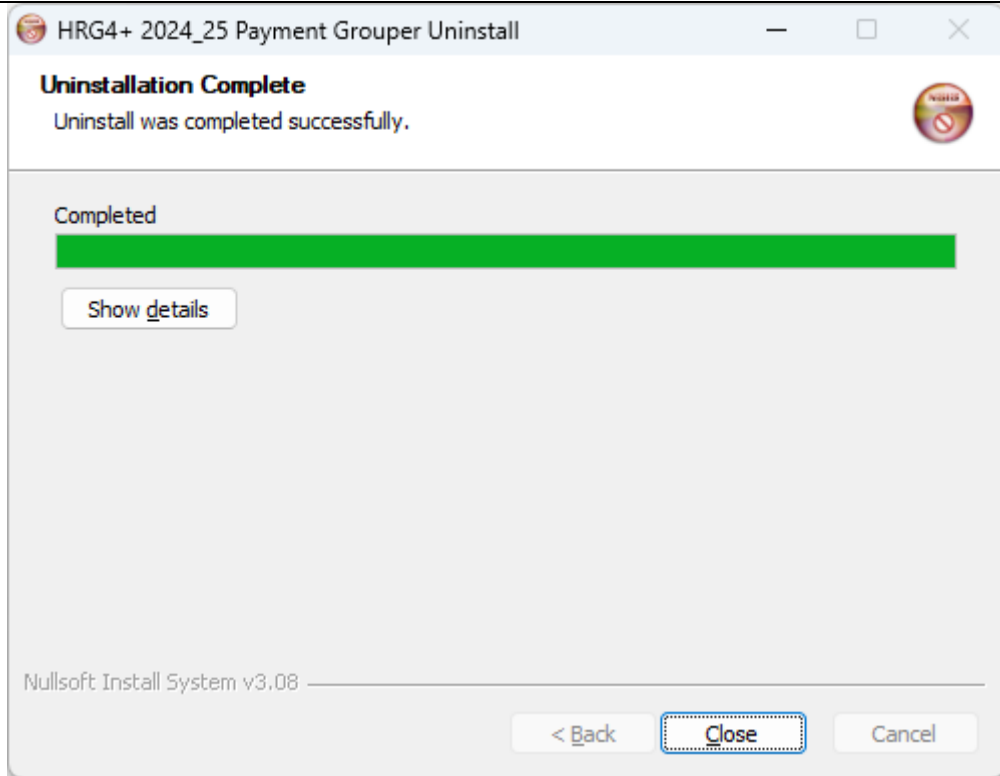 HRG4+ 2024_25 Payment Grouper Uninstall
Uninstallation Complete
Uninstall was completed successfully.
Completed
Show details
Nullsoft Install System v3.08
< Back
Close
Cancel